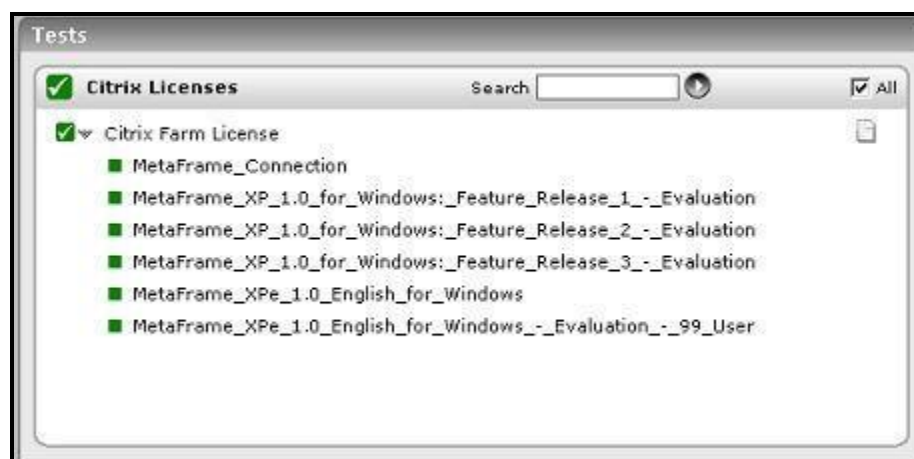 Tests
Citrix Licenses Search All
Citrix Farm License
MetaFrame_Connection
MetaFrame_XP_1.0_for_Windows:_Feature_Release_1_-_Evaluation
MetaFrame_XP_1.0_for_Windows:_Feature_Release_2_-_Evaluation
MetaFrame_XP_1.0_for_Windows:_Feature_Release_3_-_Evaluation
MetaFrame_XPe_1.0_English_for_Windows
MetaFrame_XPe_1.0_English_for_Windows_-_Evaluation_-_99_User